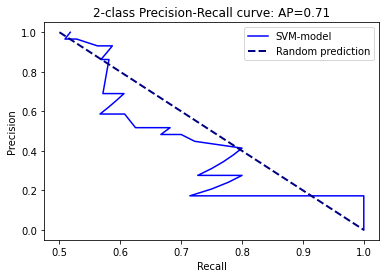 2-class Precision-Recall curve: AP=0.71
SVM-model
Random prediction
Precision
1.0
0.8
0.6
0.4
0.2
0.0
0.5
0.6
0.7
0.8
0.9
1.0
Recall